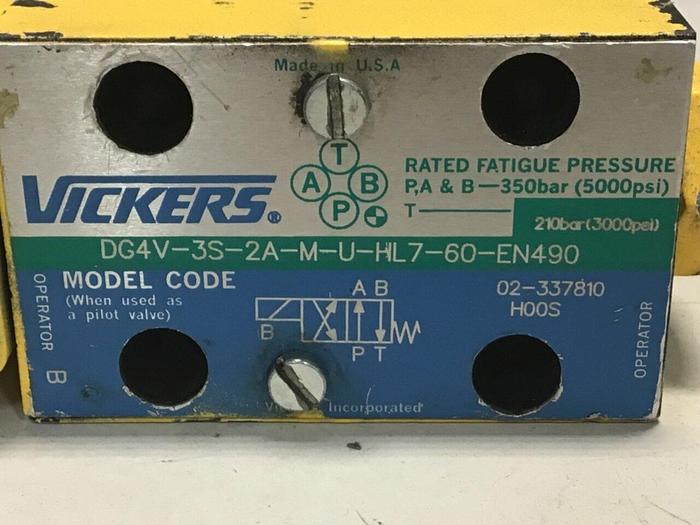 Made in U.S.A
T
A B
P
VICKERS®
RATED FATIGUE PRESSURE
P,A & B—350bar (5000psi)
T— 210bar(3000psi)
DG4V-3S-2A-M-U-HL7-60-EN490
OPERATOR B
MODEL CODE
(When used as
a pilot valve)
A B
B
P T
02-337810
H00S
OPERATOR
Vickers Incorporated